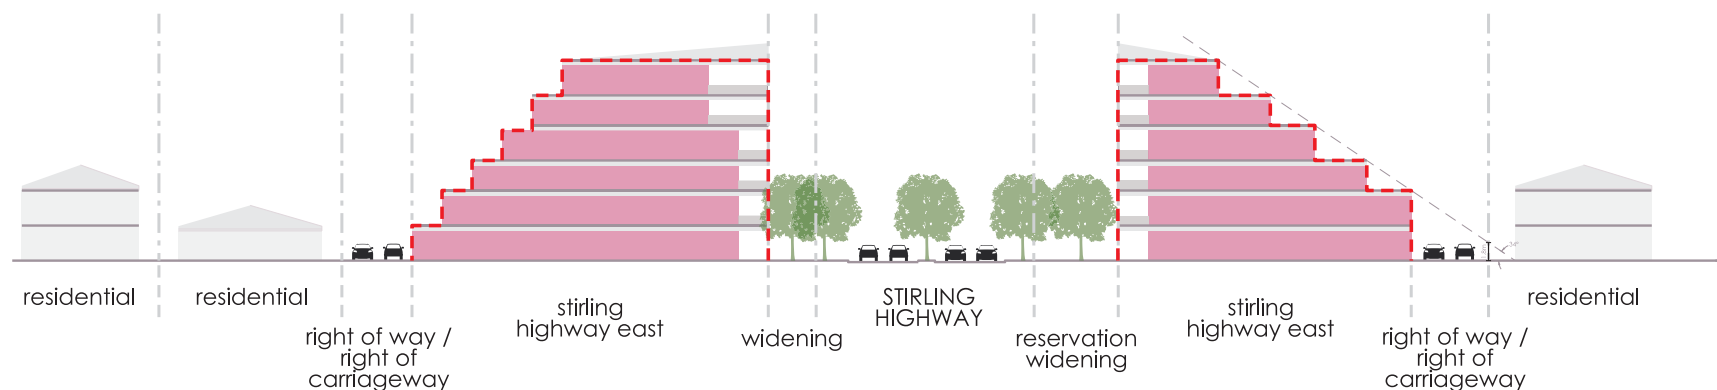 residential
residential
right of way /
right of
carriageway
stirling
highway east
widening
STIRLING
HIGHWAY
reservation
widening
stirling
highway east
right of way /
right of
carriageway
residential